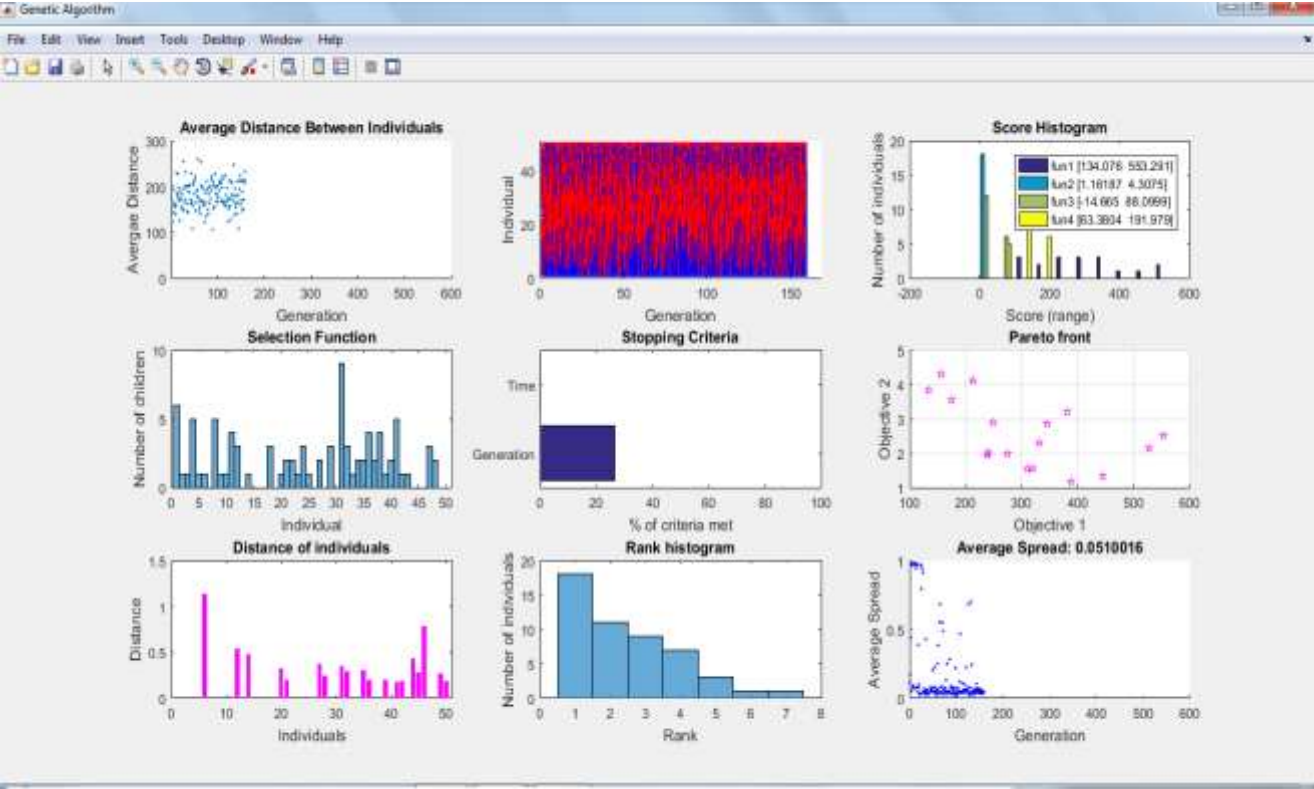 Genetic Algorithm
File Edit View Insert Tools Desktop Window Help
Average Distance Between Individuals
Avergae Distance
300
200
100
0
100 200 300 400 500 600
Generation
Individual
40
20
0
0 50 100 150
Generation
Score Histogram
Number of individuals
20
15
10
5
0
fun1 [134.076 553.291]
fun2 [1.16187 4.3075]
fun3 [-14.665 88.0999]
fun4 [63.3604 191.979]
-200 0 200 400 600
Score (range)
Selection Function
Number of children
10
5
0
0 5 10 15 20 25 30 35 40 45 50
Individual
Stopping Criteria
Time
Generation
0 20 40 60 80 100
% of criteria met
Pareto front
Objective 2
5
4
3
2
1
100 200 300 400 500 600
Objective 1
Distance of individuals
Distance
1.5
1
0.5
0
0 10 20 30 40 50
Individuals
Rank histogram
Number of individuals
20
15
10
5
0
0 1 2 3 4 5 6 7 8
Rank
Average Spread: 0.0510016
Average Spread
1
0.5
0
0 100 200 300 400 500 600
Generation